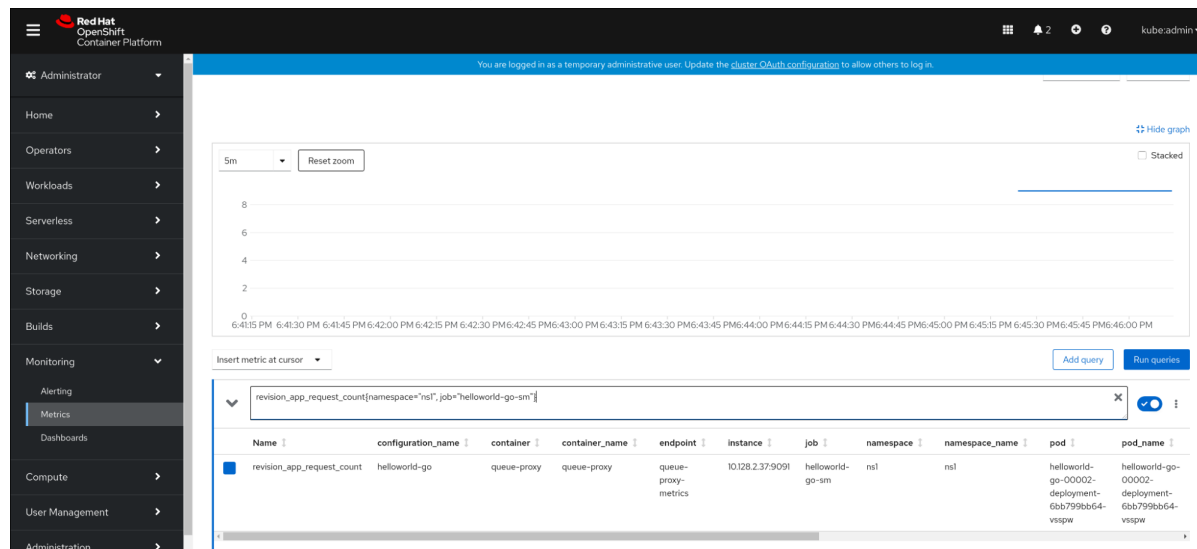 Red Hat
OpenShift
Container Platform
2
kube:admin
Administrator
You are logged in as a temporary administrative user. Update the cluster OAuth configuration to allow others to log in.
Home
Operators
Workloads
Serverless
Networking
Storage
Builds
Monitoring
Alerting
Metrics
Dashboards
Compute
User Management
Administration
Hide graph
5m
Reset zoom
Stacked
8
6
4
2
0
6:41:15 PM 6:41:30 PM 6:41:45 PM 6:42:00 PM 6:42:15 PM 6:42:30 PM 6:42:45 PM 6:43:00 PM 6:43:15 PM 6:43:30 PM 6:43:45 PM 6:44:00 PM 6:44:15 PM 6:44:30 PM 6:44:45 PM 6:45:00 PM 6:45:15 PM 6:45:30 PM 6:45:45 PM 6:46:00 PM
Insert metric at cursor
Add query
Run queries
revision_app_request_count{namespace="ns1", job="helloworld-go-sm"}
Name configuration_name container container_name endpoint instance job namespace namespace_name pod pod_name
revision_app_request_count helloworld-go queue-proxy queue-proxy queue- 10.128.2.37:9091 helloworld- ns1 ns1 helloworld- helloworld-go-
proxy- go-sm go-00002- 00002-
metrics deployment- deployment-
6bb799bb64- 6bb799bb64-
vsspw vsspw